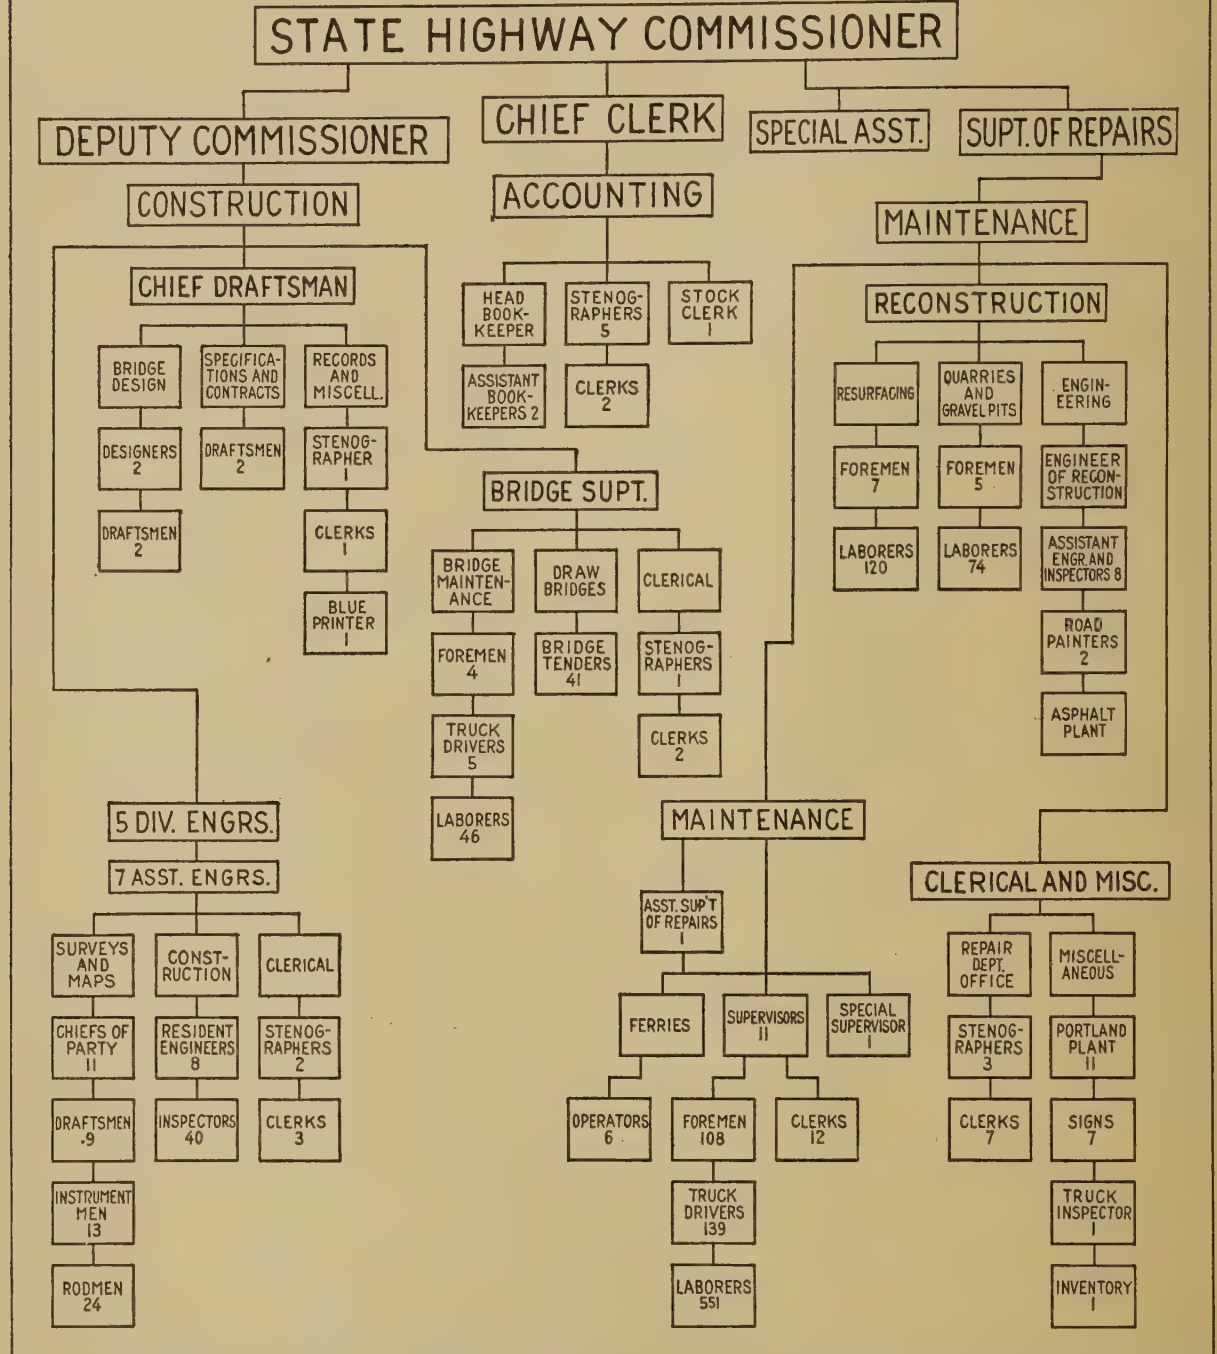 STATE HIGHWAY COMMISSIONER
DEPUTY COMMISSIONER
CHIEF CLERK
SPECIAL ASST.
SUPT. OF REPAIRS
CONSTRUCTION
ACCOUNTING
MAINTENANCE
CHIEF DRAFTSMAN
HEAD
BOOK-
KEEPER
STENOG-
RAPHERS
5
STOCK
CLERK
1
RECONSTRUCTION
BRIDGE
DESIGN
SPECIFICA-
TIONS AND
CONTRACTS
RECORDS
AND
MISCELL.
ASSISTANT
BOOK-
KEEPERS 2
CLERKS
2
RESURFACING
QUARRIES
AND
GRAVEL PITS
ENGIN-
EERING
DESIGNERS
2
DRAFTSMEN
2
STENOG-
RAPHER
1
FOREMEN
7
FOREMEN
5
ENGINEER
OF RECON-
STRUCTION
BRIDGE SUPT.
DRAFTSMEN
2
CLERKS
1
LABORERS
120
LABORERS
74
ASSISTANT
ENGR. AND
INSPECTORS 8
BRIDGE
MAINTEN-
ANCE
DRAW
BRIDGES
CLERICAL
BLUE
PRINTER
1
ROAD
PAINTERS
2
FOREMEN
4
BRIDGE
TENDERS
41
STENOG-
RAPHERS
1
ASPHALT
PLANT
TRUCK
DRIVERS
5
CLERKS
2
5 DIV. ENGRS.
LABORERS
46
MAINTENANCE
7 ASST. ENGRS.
CLERICAL AND MISC.
ASST. SUP'T
OF REPAIRS
1
SURVEYS
AND
MAPS
CONST-
RUCTION
CLERICAL
REPAIR
DEPT.
OFFICE
MISCELL-
ANEOUS
CHIEFS OF
PARTY
11
RESIDENT
ENGINEERS
8
STENOG-
RAPHERS
2
FERRIES
SUPERVISORS
11
SPECIAL
SUPERVISOR
1
STENOG-
RAPHERS
3
PORTLAND
PLANT
11
DRAFTSMEN
9
INSPECTORS
40
CLERKS
3
OPERATORS
6
FOREMEN
108
CLERKS
12
CLERKS
7
SIGNS
7
INSTRUMENT
MEN
13
TRUCK
DRIVERS
139
TRUCK
INSPECTOR
1
RODMEN
24
LABORERS
551
INVENTORY
1